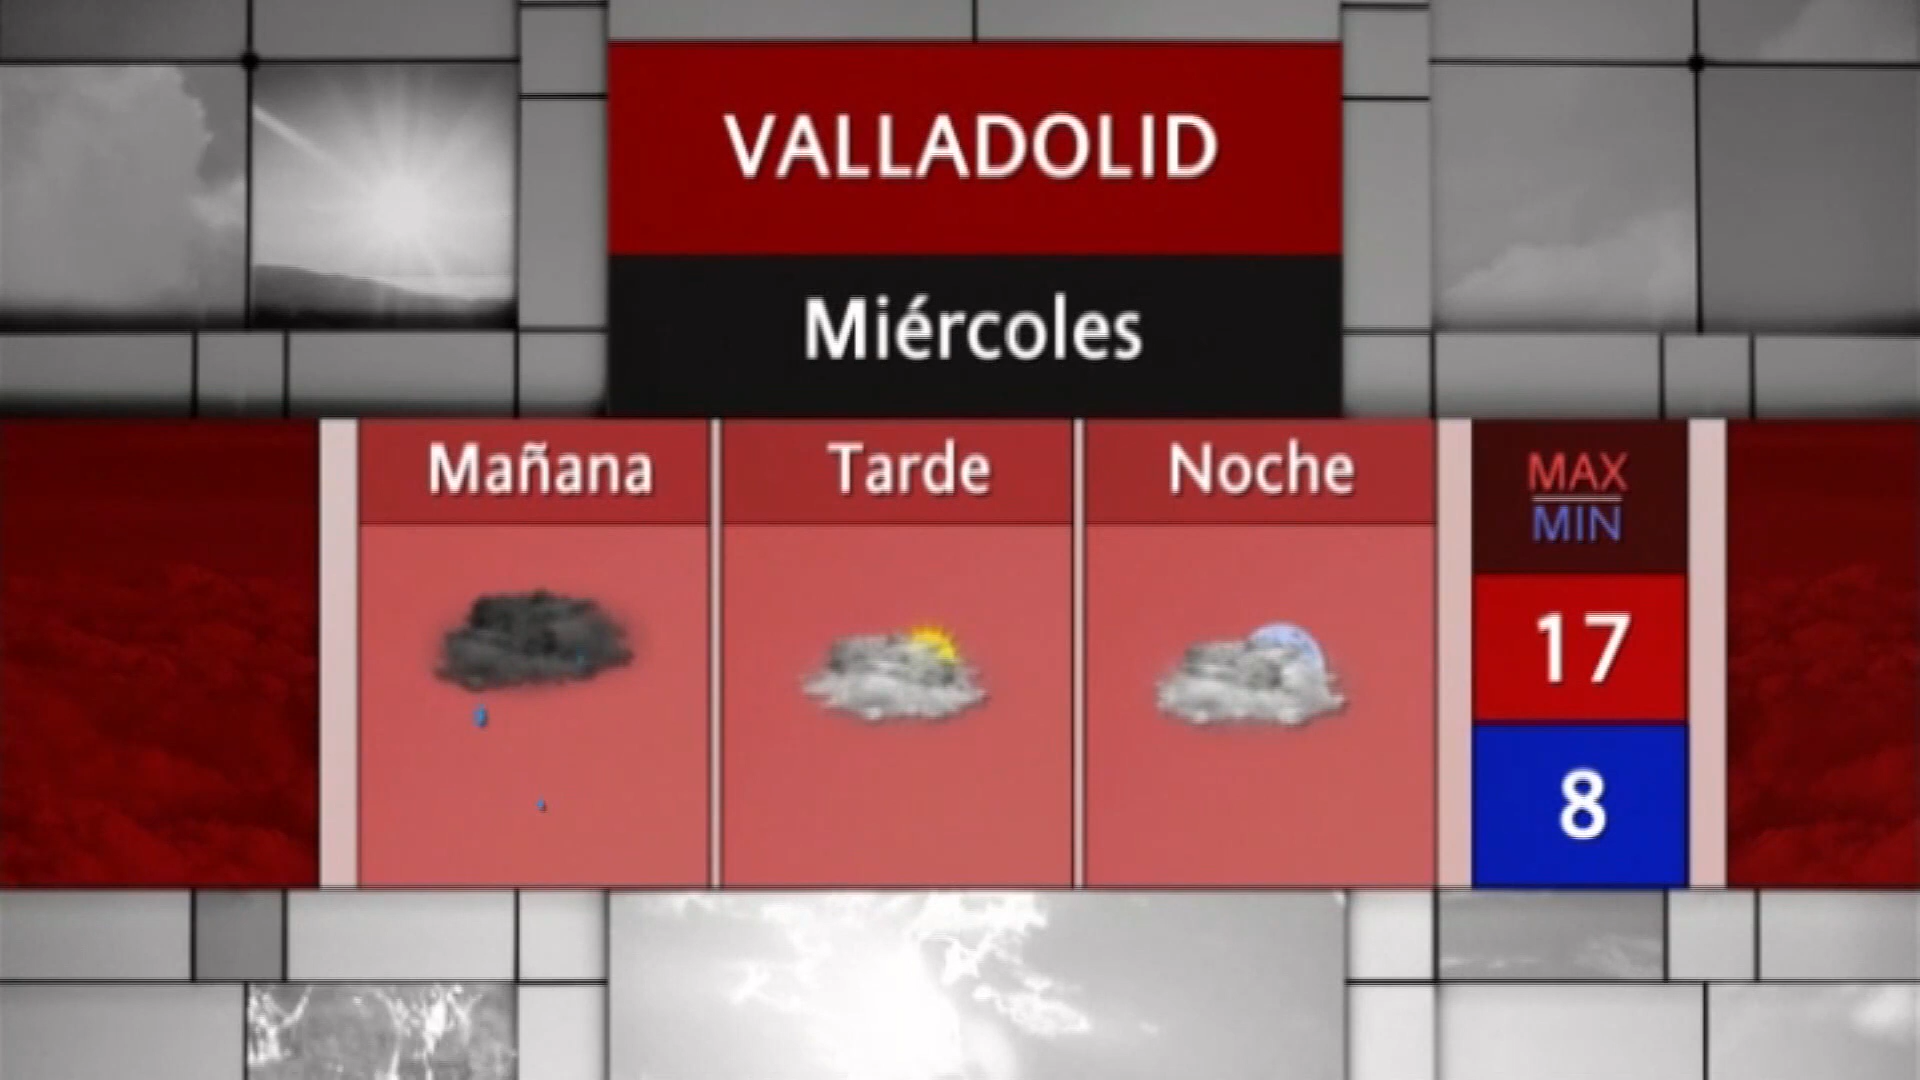 VALLADOLID
Miércoles
Mañana
Tarde
Noche
MAX
MIN
17
8